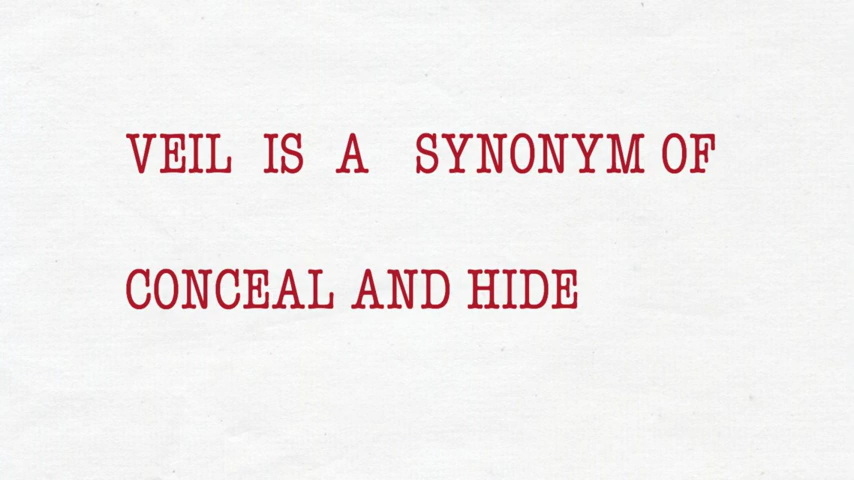 VEIL IS A SYNONYM OF
CONCEAL AND HIDE